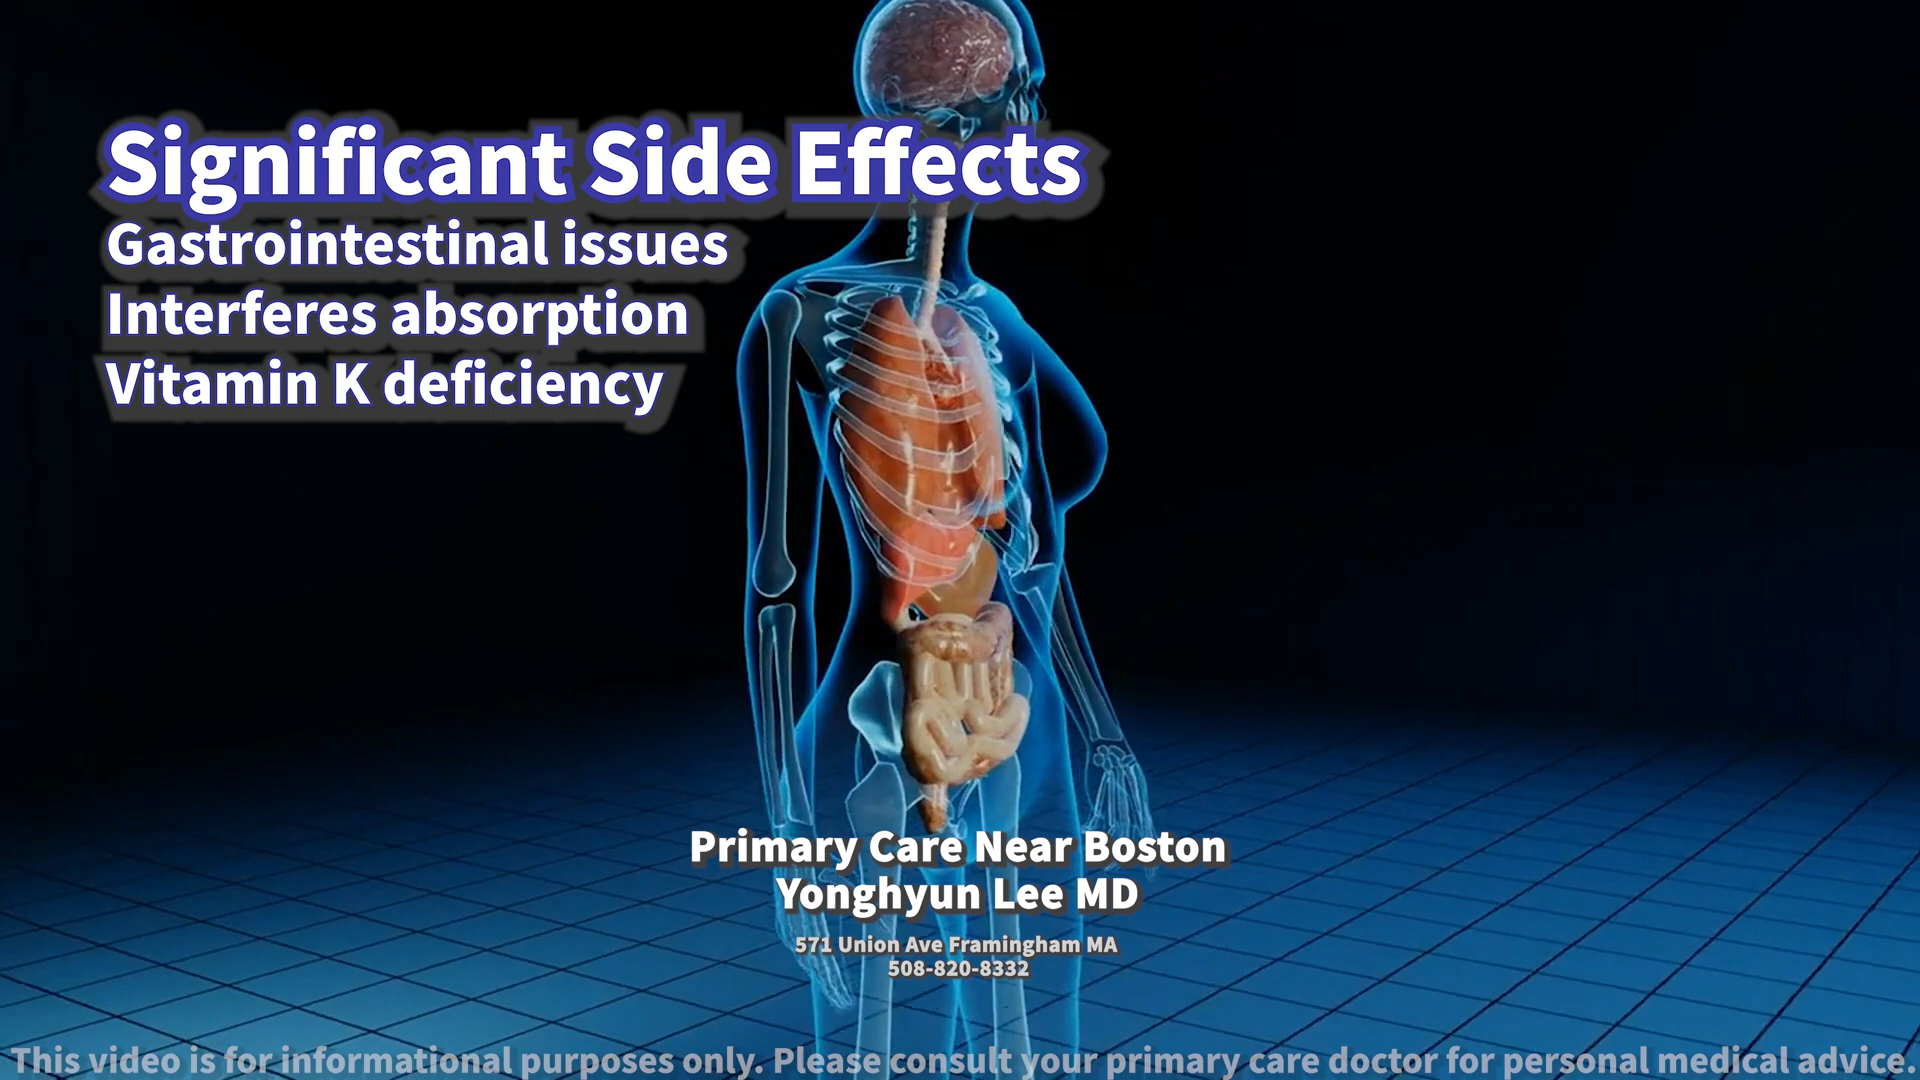 Significant Side Effects
Gastrointestinal issues
Interferes absorption
Vitamin K deficiency
Primary Care Near Boston
Yonghyun Lee MD
571 Union Ave Framingham MA
508-820-8332
This video is for informational purposes only. Please consult your primary care doctor for personal medical advice.